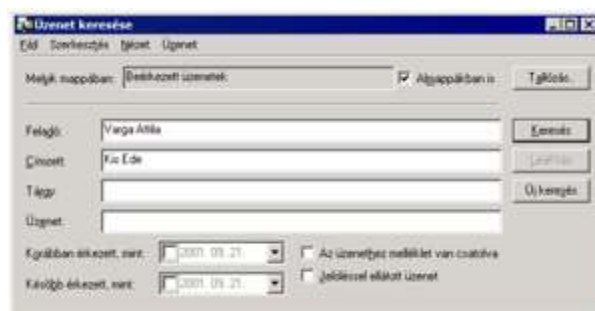 Üzenet keresése
Fájl Szerkesztés Nézet Üzenet
Melyik mappában: Beérkezett üzenetek Almappákban is Tallózás...
Feladó: Varga Attila Keresés
Címzett: Kis Ede Leállítás
Tárgy: Új keresés
Üzenet:
Korábban érkezett, mint: 2001. 09. 21. Az üzenethez melléklet van csatolva
Később érkezett, mint: 2001. 09. 21. Jelöléssel ellátott üzenet